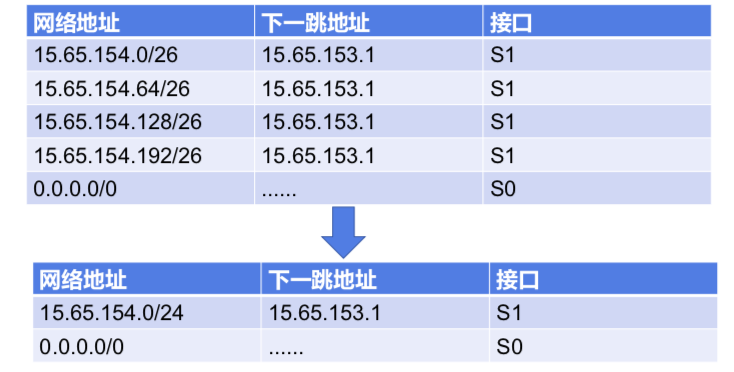 网络地址 下一跳地址 接口
15.65.154.0/26 15.65.153.1 S1
15.65.154.64/26 15.65.153.1 S1
15.65.154.128/26 15.65.153.1 S1
15.65.154.192/26 15.65.153.1 S1
0.0.0.0/0 ...... S0
网络地址 下一跳地址 接口
15.65.154.0/24 15.65.153.1 S1
0.0.0.0/0 ...... S0